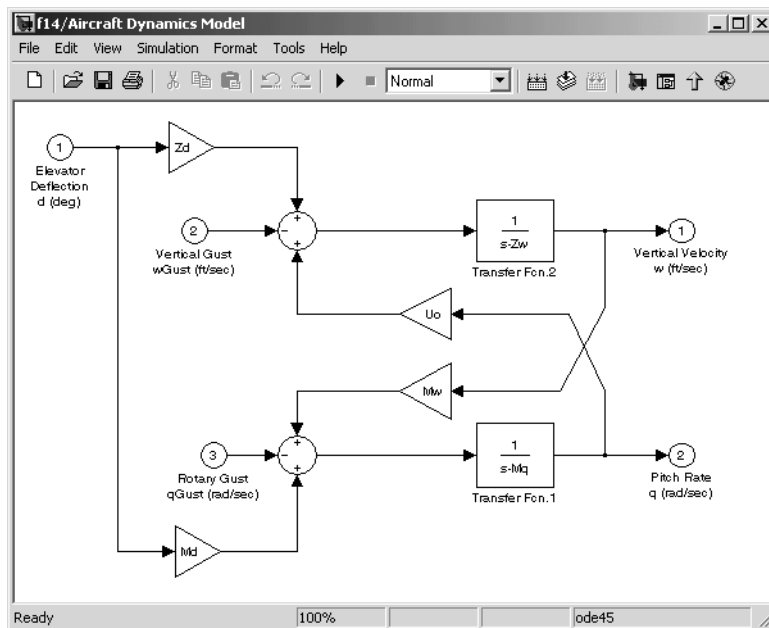 f14/Aircraft Dynamics Model
File Edit View Simulation Format Tools Help
Normal
1
Elevator
Deflection
d (deg)
Zd
2
Vertical Gust
wGust (ft/sec)
+
-
+
1
s-Zw
Transfer Fcn.2
1
Vertical Velocity
w (ft/sec)
Uo
Mw
3
Rotary Gust
qGust (rad/sec)
+
-
+
1
s-Mq
Transfer Fcn.1
2
Pitch Rate
q (rad/sec)
Md
Ready 100% ode45